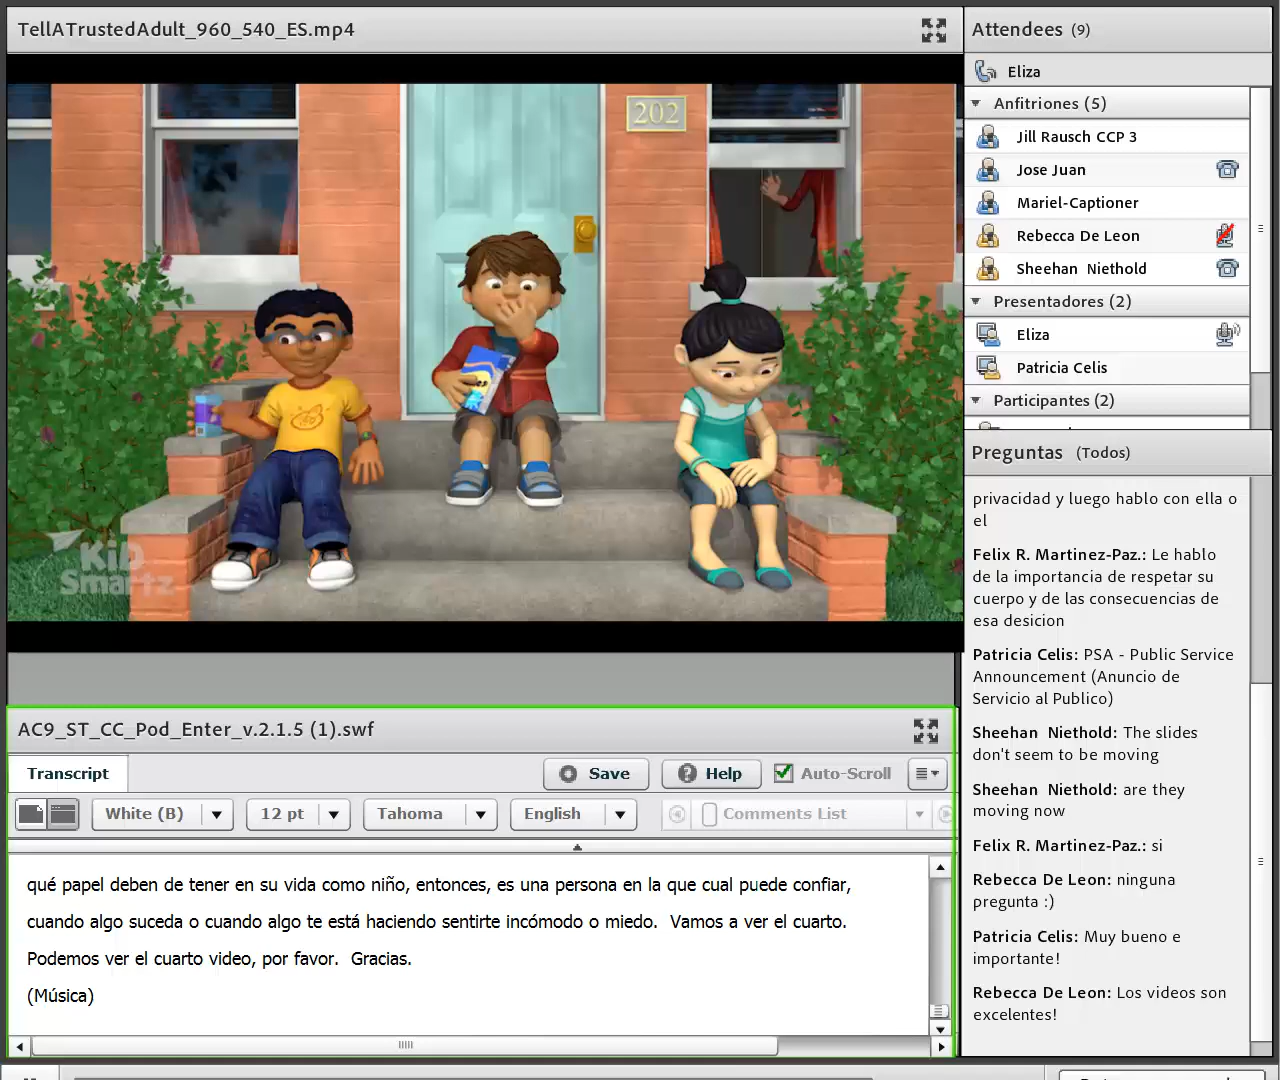 TellATrustedAdult_960_540_ES.mp4
202
KiD
Smartz
Attendees (9)
Eliza
Anfitriones (5)
Jill Rausch CCP 3
Jose Juan
Mariel-Captioner
Rebecca De Leon
Sheehan Niethold
Presentadores (2)
Eliza
Patricia Celis
Participantes (2)
Preguntas (Todos)
privacidad y luego hablo con ella o
el
Felix R. Martinez-Paz.: Le hablo
de la importancia de respetar su
cuerpo y de las consecuencias de
esa desicion
Patricia Celis: PSA - Public Service
Announcement (Anuncio de
Servicio al Publico)
Sheehan Niethold: The slides
don't seem to be moving
Sheehan Niethold: are they
moving now
Felix R. Martinez-Paz.: si
Rebecca De Leon: ninguna
pregunta :)
Patricia Celis: Muy bueno e
importante!
Rebecca De Leon: Los videos son
excelentes!
AC9_ST_CC_Pod_Enter_v.2.1.5 (1).swf
Transcript
Save
Help
Auto-Scroll
White (B)
12 pt
Tahoma
English
Comments List
qué papel deben de tener en su vida como niño, entonces, es una persona en la que cual puede confiar,
cuando algo suceda o cuando algo te está haciendo sentirte incómodo o miedo.  Vamos a ver el cuarto.
Podemos ver el cuarto video, por favor.  Gracias.
(Música)